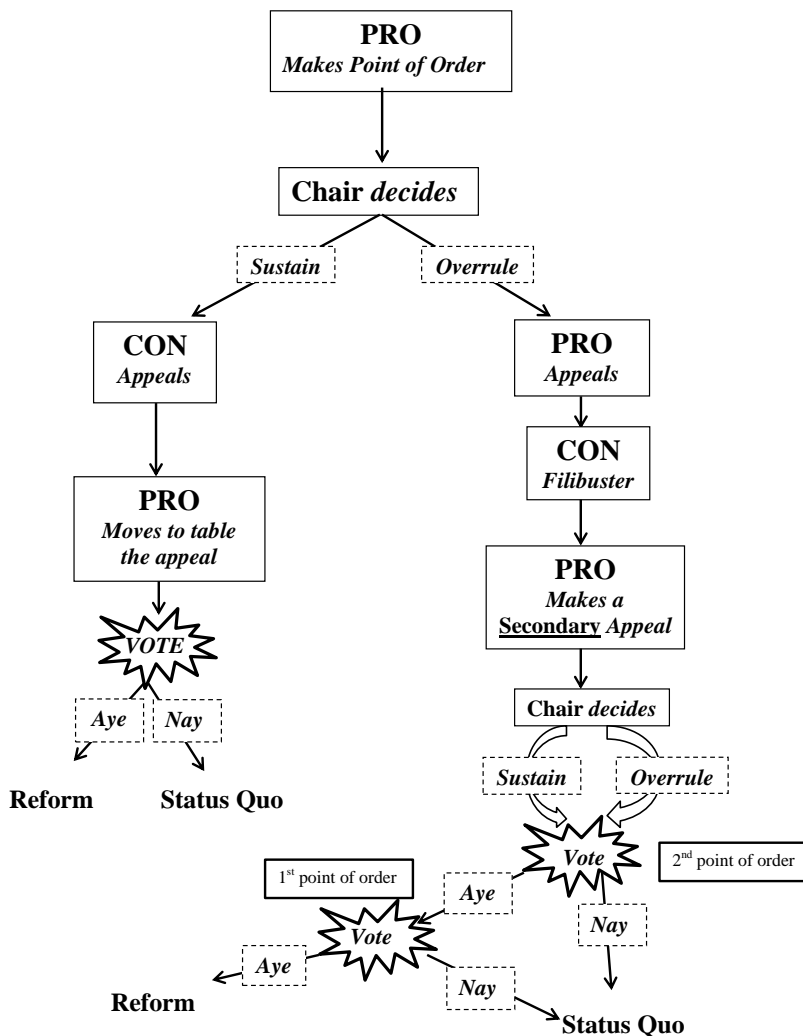 PRO
Makes Point of Order
Chair decides
Sustain
Overrule
CON
Appeals
PRO
Appeals
CON
Filibuster
PRO
Moves to table
the appeal
PRO
Makes a
Secondary Appeal
VOTE
Chair decides
Aye
Nay
Sustain
Overrule
Reform
Status Quo
Vote
2nd point of order
1st point of order
Aye
Vote
Nay
Aye
Nay
Reform
Status Quo